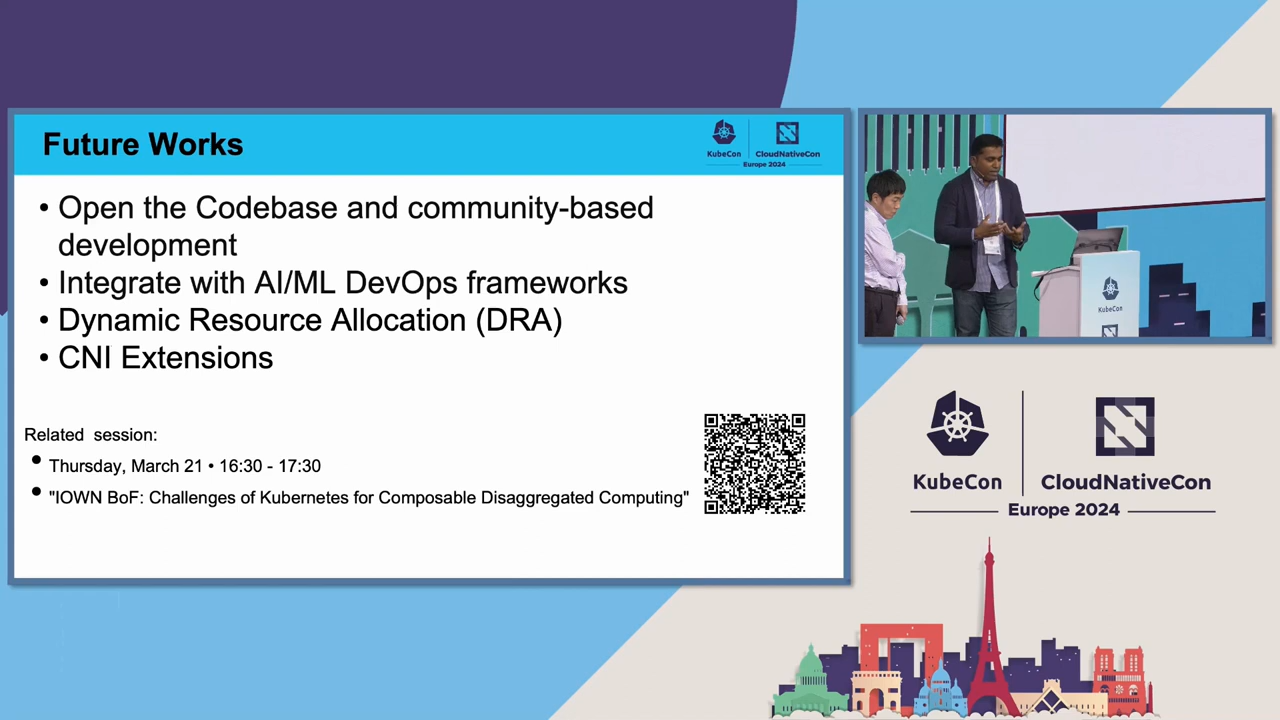 Future Works
KubeCon
CloudNativeCon
Europe 2024
• Open the Codebase and community-based
development
• Integrate with AI/ML DevOps frameworks
• Dynamic Resource Allocation (DRA)
• CNI Extensions
Related session:
• Thursday, March 21 • 16:30 - 17:30
• "IOWN BoF: Challenges of Kubernetes for Composable Disaggregated Computing"
KubeCon
KubeCon
CloudNativeCon
Europe 2024